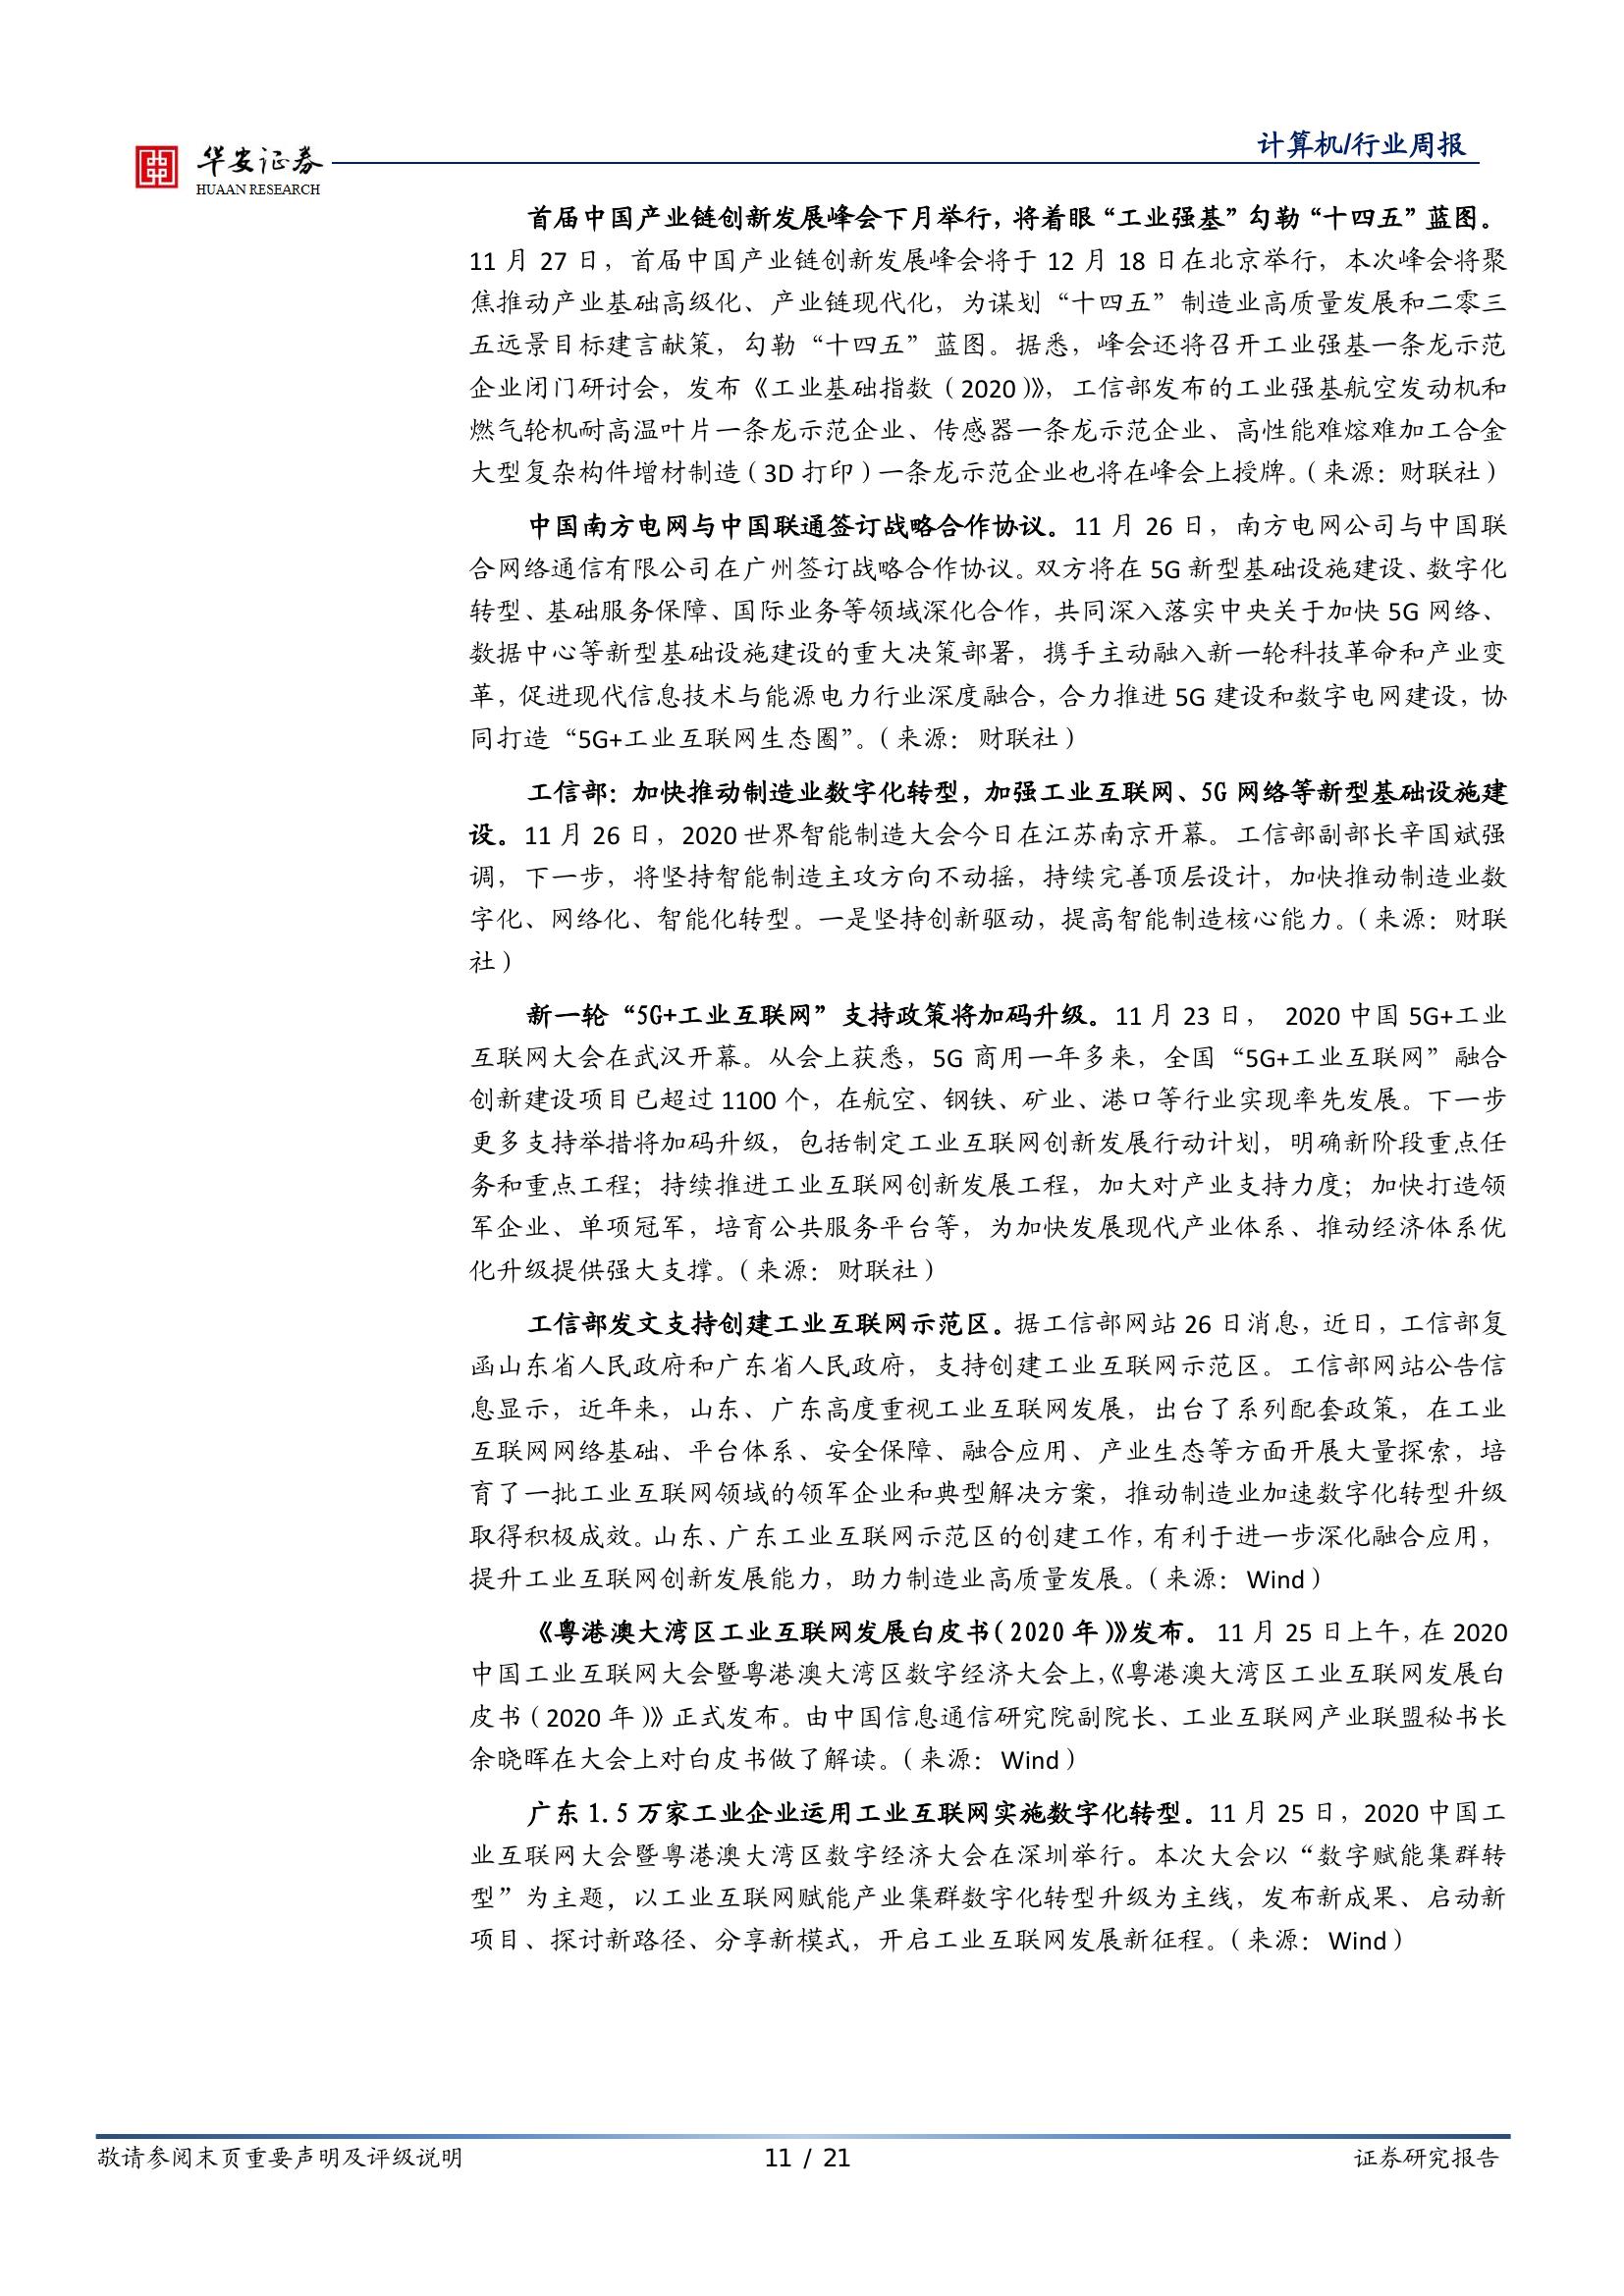 华安证券
HUAAN RESEARCH
计算机/行业周报
首届中国产业链创新发展峰会下月举行，将着眼“工业强基”勾勒“十四五”蓝图。
11 月 27 日，首届中国产业链创新发展峰会将于 12 月 18 日在北京举行，本次峰会将聚
焦推动产业基础高级化、产业链现代化，为谋划“十四五”制造业高质量发展和二零三
五远景目标建言献策，勾勒“十四五”蓝图。据悉，峰会还将召开工业强基一条龙示范
企业闭门研讨会，发布《工业基础指数（2020）》，工信部发布的工业强基航空发动机和
燃气轮机耐高温叶片一条龙示范企业、传感器一条龙示范企业、高性能难熔难加工合金
大型复杂构件增材制造（3D 打印）一条龙示范企业也将在峰会上授牌。（来源：财联社）
中国南方电网与中国联通签订战略合作协议。11 月 26 日，南方电网公司与中国联
合网络通信有限公司在广州签订战略合作协议。双方将在 5G 新型基础设施建设、数字化
转型、基础服务保障、国际业务等领域深化合作，共同深入落实中央关于加快 5G 网络、
数据中心等新型基础设施建设的重大决策部署，携手主动融入新一轮科技革命和产业变
革，促进现代信息技术与能源电力行业深度融合，合力推进 5G 建设和数字电网建设，协
同打造“5G+工业互联网生态圈”。（来源：财联社）
工信部：加快推动制造业数字化转型，加强工业互联网、5G 网络等新型基础设施建
设。11 月 26 日，2020 世界智能制造大会今日在江苏南京开幕。工信部副部长辛国斌强
调，下一步，将坚持智能制造主攻方向不动摇，持续完善顶层设计，加快推动制造业数
字化、网络化、智能化转型。一是坚持创新驱动，提高智能制造核心能力。（来源：财联
社）
新一轮“5G+工业互联网”支持政策将加码升级。11 月 23 日， 2020 中国 5G+工业
互联网大会在武汉开幕。从会上获悉，5G 商用一年多来，全国“5G+工业互联网”融合
创新建设项目已超过 1100 个，在航空、钢铁、矿业、港口等行业实现率先发展。下一步
更多支持举措将加码升级，包括制定工业互联网创新发展行动计划，明确新阶段重点任
务和重点工程；持续推进工业互联网创新发展工程，加大对产业支持力度；加快打造领
军企业、单项冠军，培育公共服务平台等，为加快发展现代产业体系、推动经济体系优
化升级提供强大支撑。（来源：财联社）
工信部发文支持创建工业互联网示范区。据工信部网站 26 日消息，近日，工信部复
函山东省人民政府和广东省人民政府，支持创建工业互联网示范区。工信部网站公告信
息显示，近年来，山东、广东高度重视工业互联网发展，出台了系列配套政策，在工业
互联网网络基础、平台体系、安全保障、融合应用、产业生态等方面开展大量探索，培
育了一批工业互联网领域的领军企业和典型解决方案，推动制造业加速数字化转型升级
取得积极成效。山东、广东工业互联网示范区的创建工作，有利于进一步深化融合应用，
提升工业互联网创新发展能力，助力制造业高质量发展。（来源：Wind）
《粤港澳大湾区工业互联网发展白皮书（2020 年）》发布。 11 月 25 日上午，在 2020
中国工业互联网大会暨粤港澳大湾区数字经济大会上，《粤港澳大湾区工业互联网发展白
皮书（2020 年）》正式发布。由中国信息通信研究院副院长、工业互联网产业联盟秘书长
余晓晖在大会上对白皮书做了解读。（来源：Wind）
广东 1.5 万家工业企业运用工业互联网实施数字化转型。11 月 25 日，2020 中国工
业互联网大会暨粤港澳大湾区数字经济大会在深圳举行。本次大会以“数字赋能集群转
型”为主题，以工业互联网赋能产业集群数字化转型升级为主线，发布新成果、启动新
项目、探讨新路径、分享新模式，开启工业互联网发展新征程。（来源：Wind）
敬请参阅末页重要声明及评级说明
11 / 21
证券研究报告